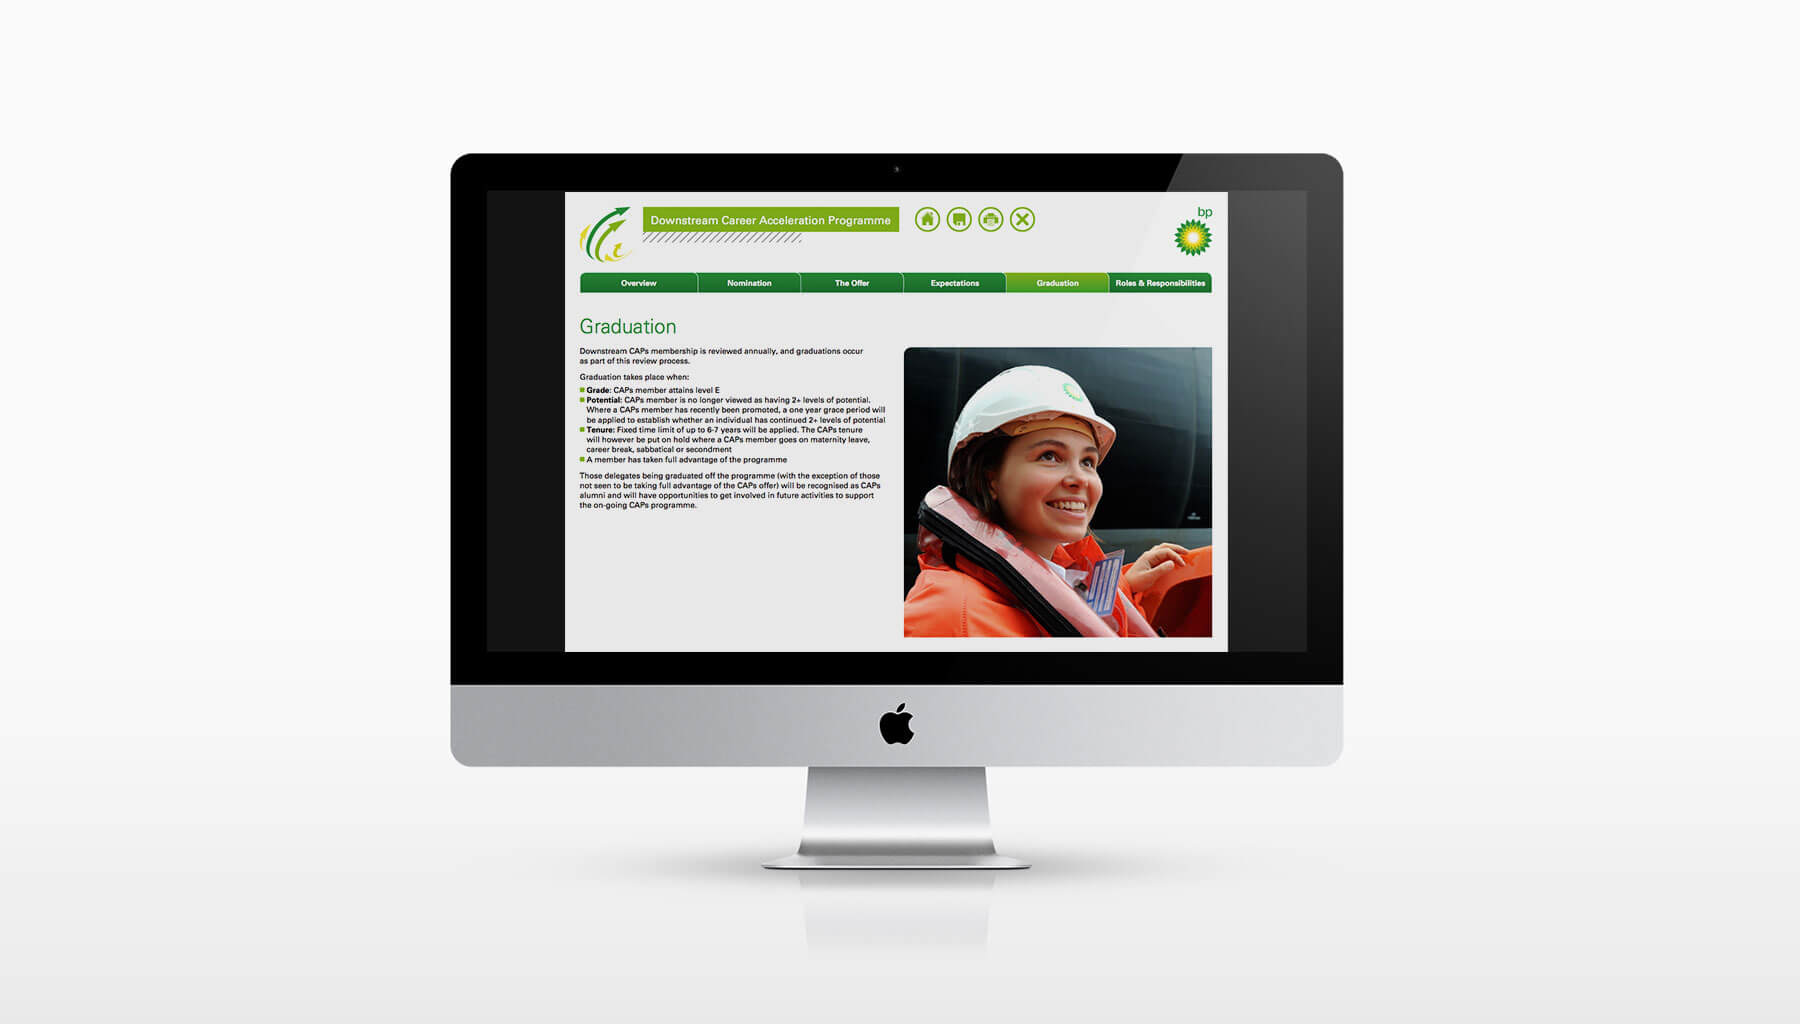 Downstream Career Acceleration Programme
bp
Overview
Nomination
The Offer
Expectations
Graduation
Roles & Responsibilities
Graduation
Downstream CAPs membership is reviewed annually, and graduations occur
as part of this review process.
Graduation takes place when:
Grade: CAPs member attains level E
Potential: CAPs member is no longer viewed as having 2+ levels of potential.
Where a CAPs member has recently been promoted, a one year grace period will
be applied to establish whether an individual has continued 2+ levels of potential
Tenure: Fixed time limit of up to 6-7 years will be applied. The CAPs tenure
will however be put on hold where a CAPs member goes on maternity leave,
career break, sabbatical or secondment
A member has taken full advantage of the programme
Those delegates being graduated off the programme (with the exception of those
not seen to be taking full advantage of the CAPs offer) will be recognised as CAPs
alumni and will have opportunities to get involved in future activities to support
the on-going CAPs programme.